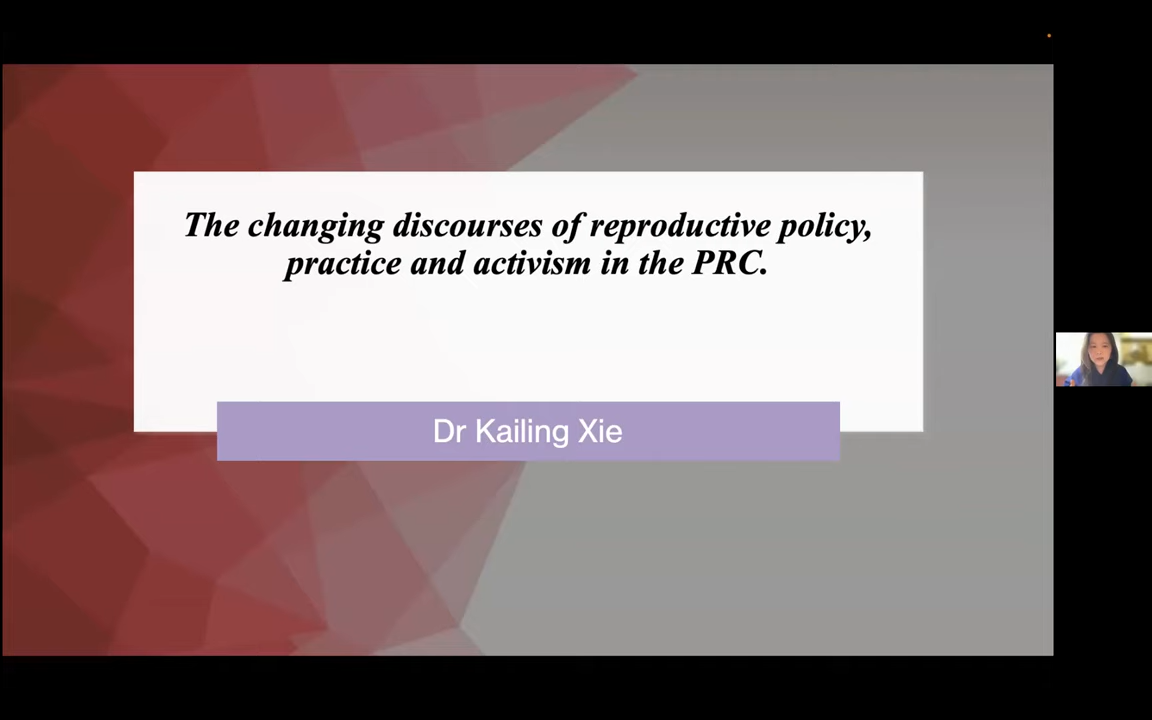 The changing discourses of reproductive policy,
practice and activism in the PRC.
Dr Kailing Xie